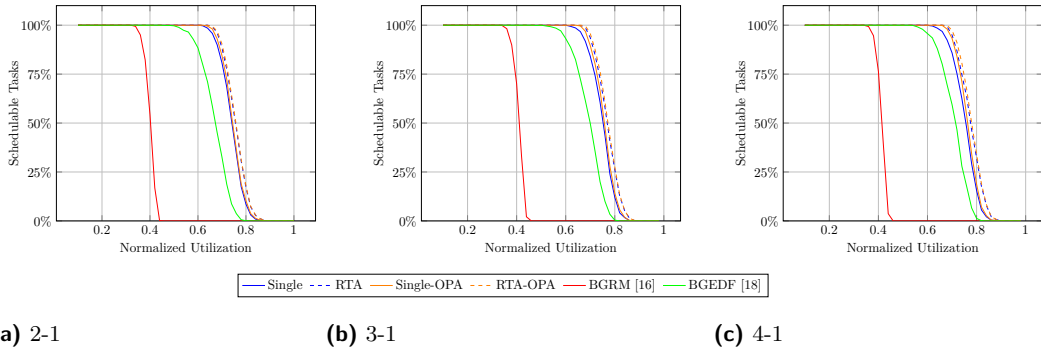 100%
75%
50%
25%
0%
Schedulable Tasks
0.2 0.4 0.6 0.8 1
Normalized Utilization
100%
75%
50%
25%
0%
Schedulable Tasks
0.2 0.4 0.6 0.8 1
Normalized Utilization
100%
75%
50%
25%
0%
Schedulable Tasks
0.2 0.4 0.6 0.8 1
Normalized Utilization
Single RTA Single-OPA RTA-OPA BGRM [16] BGEDF [18]
a) 2-1
(b) 3-1
(c) 4-1